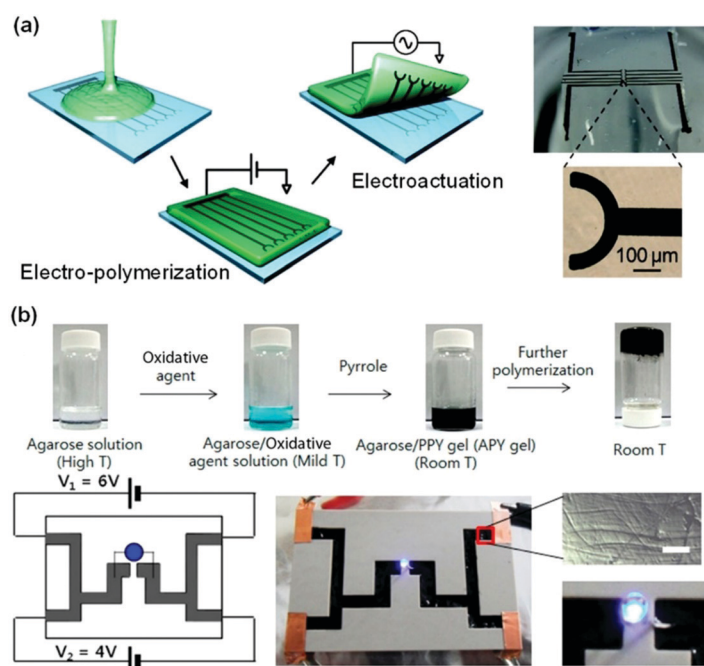 (a)
Electroactuation
Electro-polymerization
100 µm
(b)
Oxidative
agent
Pyrrole
Further
polymerization
Agarose solution
(High T)
Agarose/Oxidative
agent solution (Mild T)
Agarose/PPY gel (APY gel)
(Room T)
Room T
V₁ = 6V
V₂ = 4V